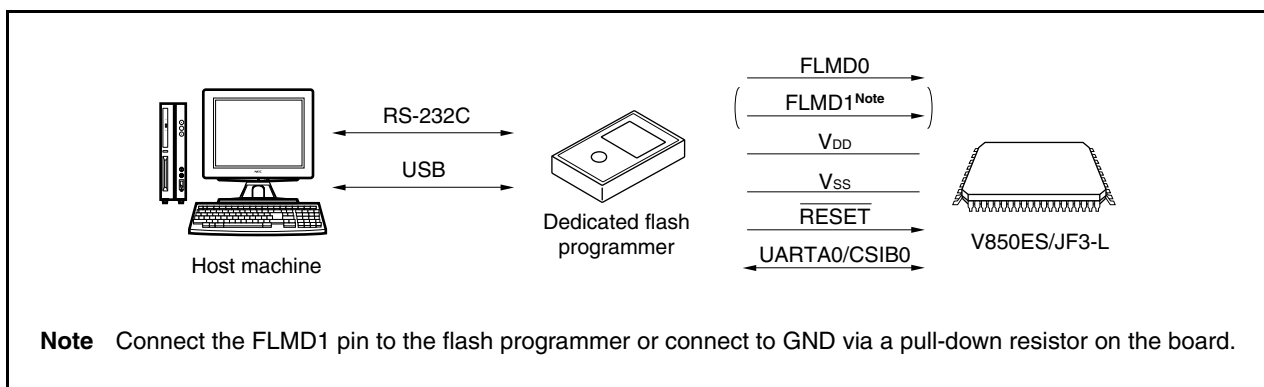 RS-232C
USB
Host machine
Dedicated flash
programmer
FLMD0
FLMD1Note
VDD
VSS
RESET
UARTA0/CSIB0
V850ES/JF3-L
Note Connect the FLMD1 pin to the flash programmer or connect to GND via a pull-down resistor on the board.